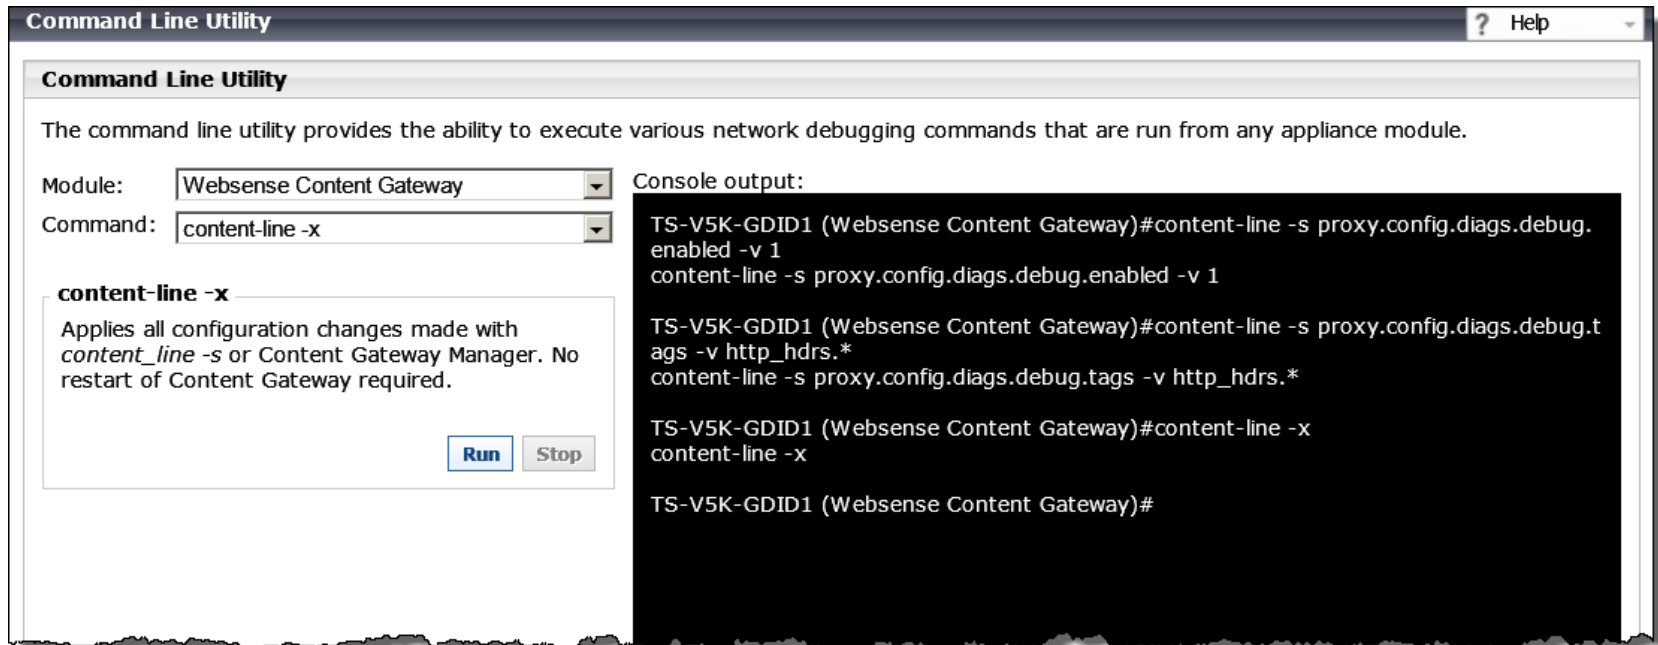 Command Line Utility
? Help
Command Line Utility
The command line utility provides the ability to execute various network debugging commands that are run from any appliance module.
Module: Websense Content Gateway
Command: content-line -x
content-line -x
Applies all configuration changes made with
content_line -s or Content Gateway Manager. No
restart of Content Gateway required.
Run Stop
Console output:
TS-V5K-GDID1 (Websense Content Gateway)#content-line -s proxy.config.diags.debug.
enabled -v 1
content-line -s proxy.config.diags.debug.enabled -v 1
TS-V5K-GDID1 (Websense Content Gateway)#content-line -s proxy.config.diags.debug.t
ags -v http_hdrs.*
content-line -s proxy.config.diags.debug.tags -v http_hdrs.*
TS-V5K-GDID1 (Websense Content Gateway)#content-line -x
content-line -x
TS-V5K-GDID1 (Websense Content Gateway)#